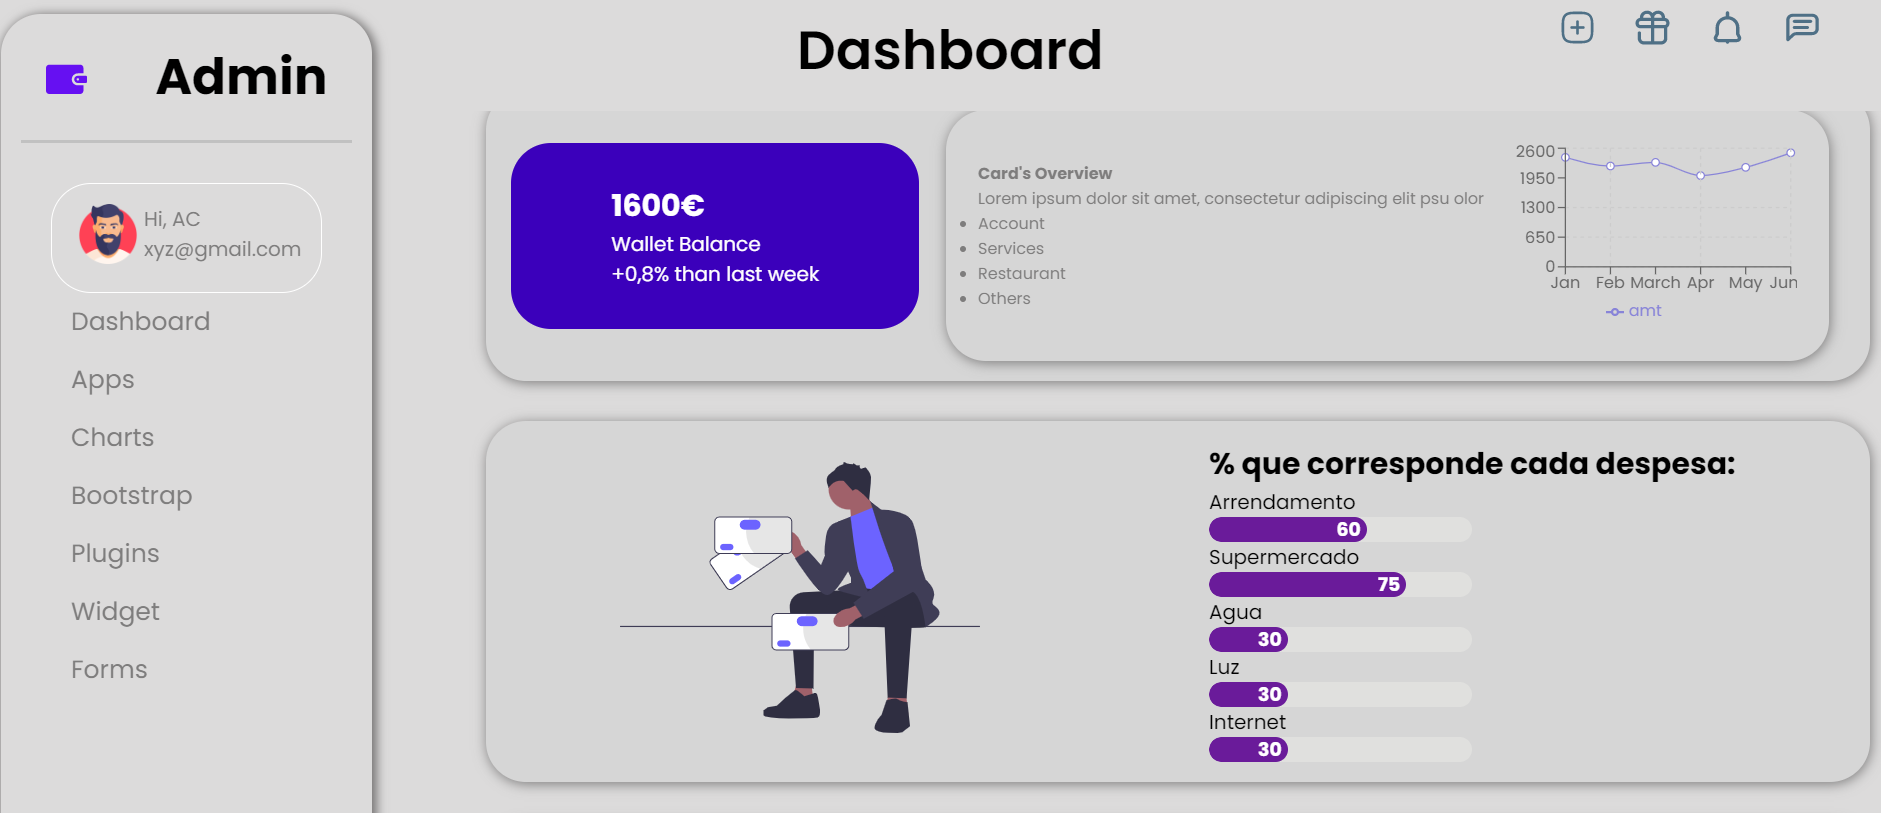 Admin
Dashboard
Hi, AC
xyz@gmail.com
Dashboard
Apps
Charts
Bootstrap
Plugins
Widget
Forms
1600€
Wallet Balance
+0,8% than last week
Card's Overview
Lorem ipsum dolor sit amet, consectetur adipiscing elit psu olor
Account
Services
Restaurant
Others
2600
1950
1300
650
0
Jan Feb March Apr May Jun
amt
% que corresponde cada despesa:
Arrendamento
60
Supermercado
75
Agua
30
Luz
30
Internet
30